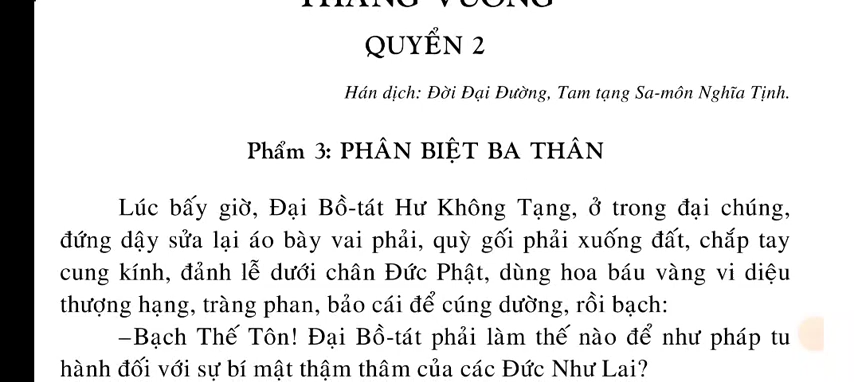 THẮNG VƯƠNG
QUYỂN 2
Hán dịch: Đời Đại Đường, Tam tạng Sa-môn Nghĩa Tịnh.
Phẩm 3: PHÂN BIỆT BA THÂN
Lúc bấy giờ, Đại Bồ-tát Hư Không Tạng, ở trong đại chúng,
đứng dậy sửa lại áo bày vai phải, quỳ gối phải xuống đất, chắp tay
cung kính, đảnh lễ dưới chân Đức Phật, dùng hoa báu vàng vi diệu
thượng hạng, tràng phan, bảo cái để cúng dường, rồi bạch:
–Bạch Thế Tôn! Đại Bồ-tát phải làm thế nào để như pháp tu
hành đối với sự bí mật thậm thâm của các Đức Như Lai?